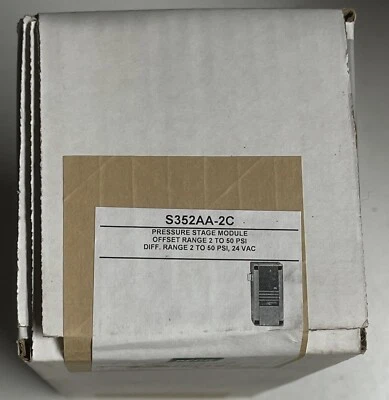 S352AA-2C
PRESSURE STAGE MODULE
OFFSET RANGE 2 TO 50 PSI
DIFF. RANGE 2 TO 50 PSI, 24 VAC